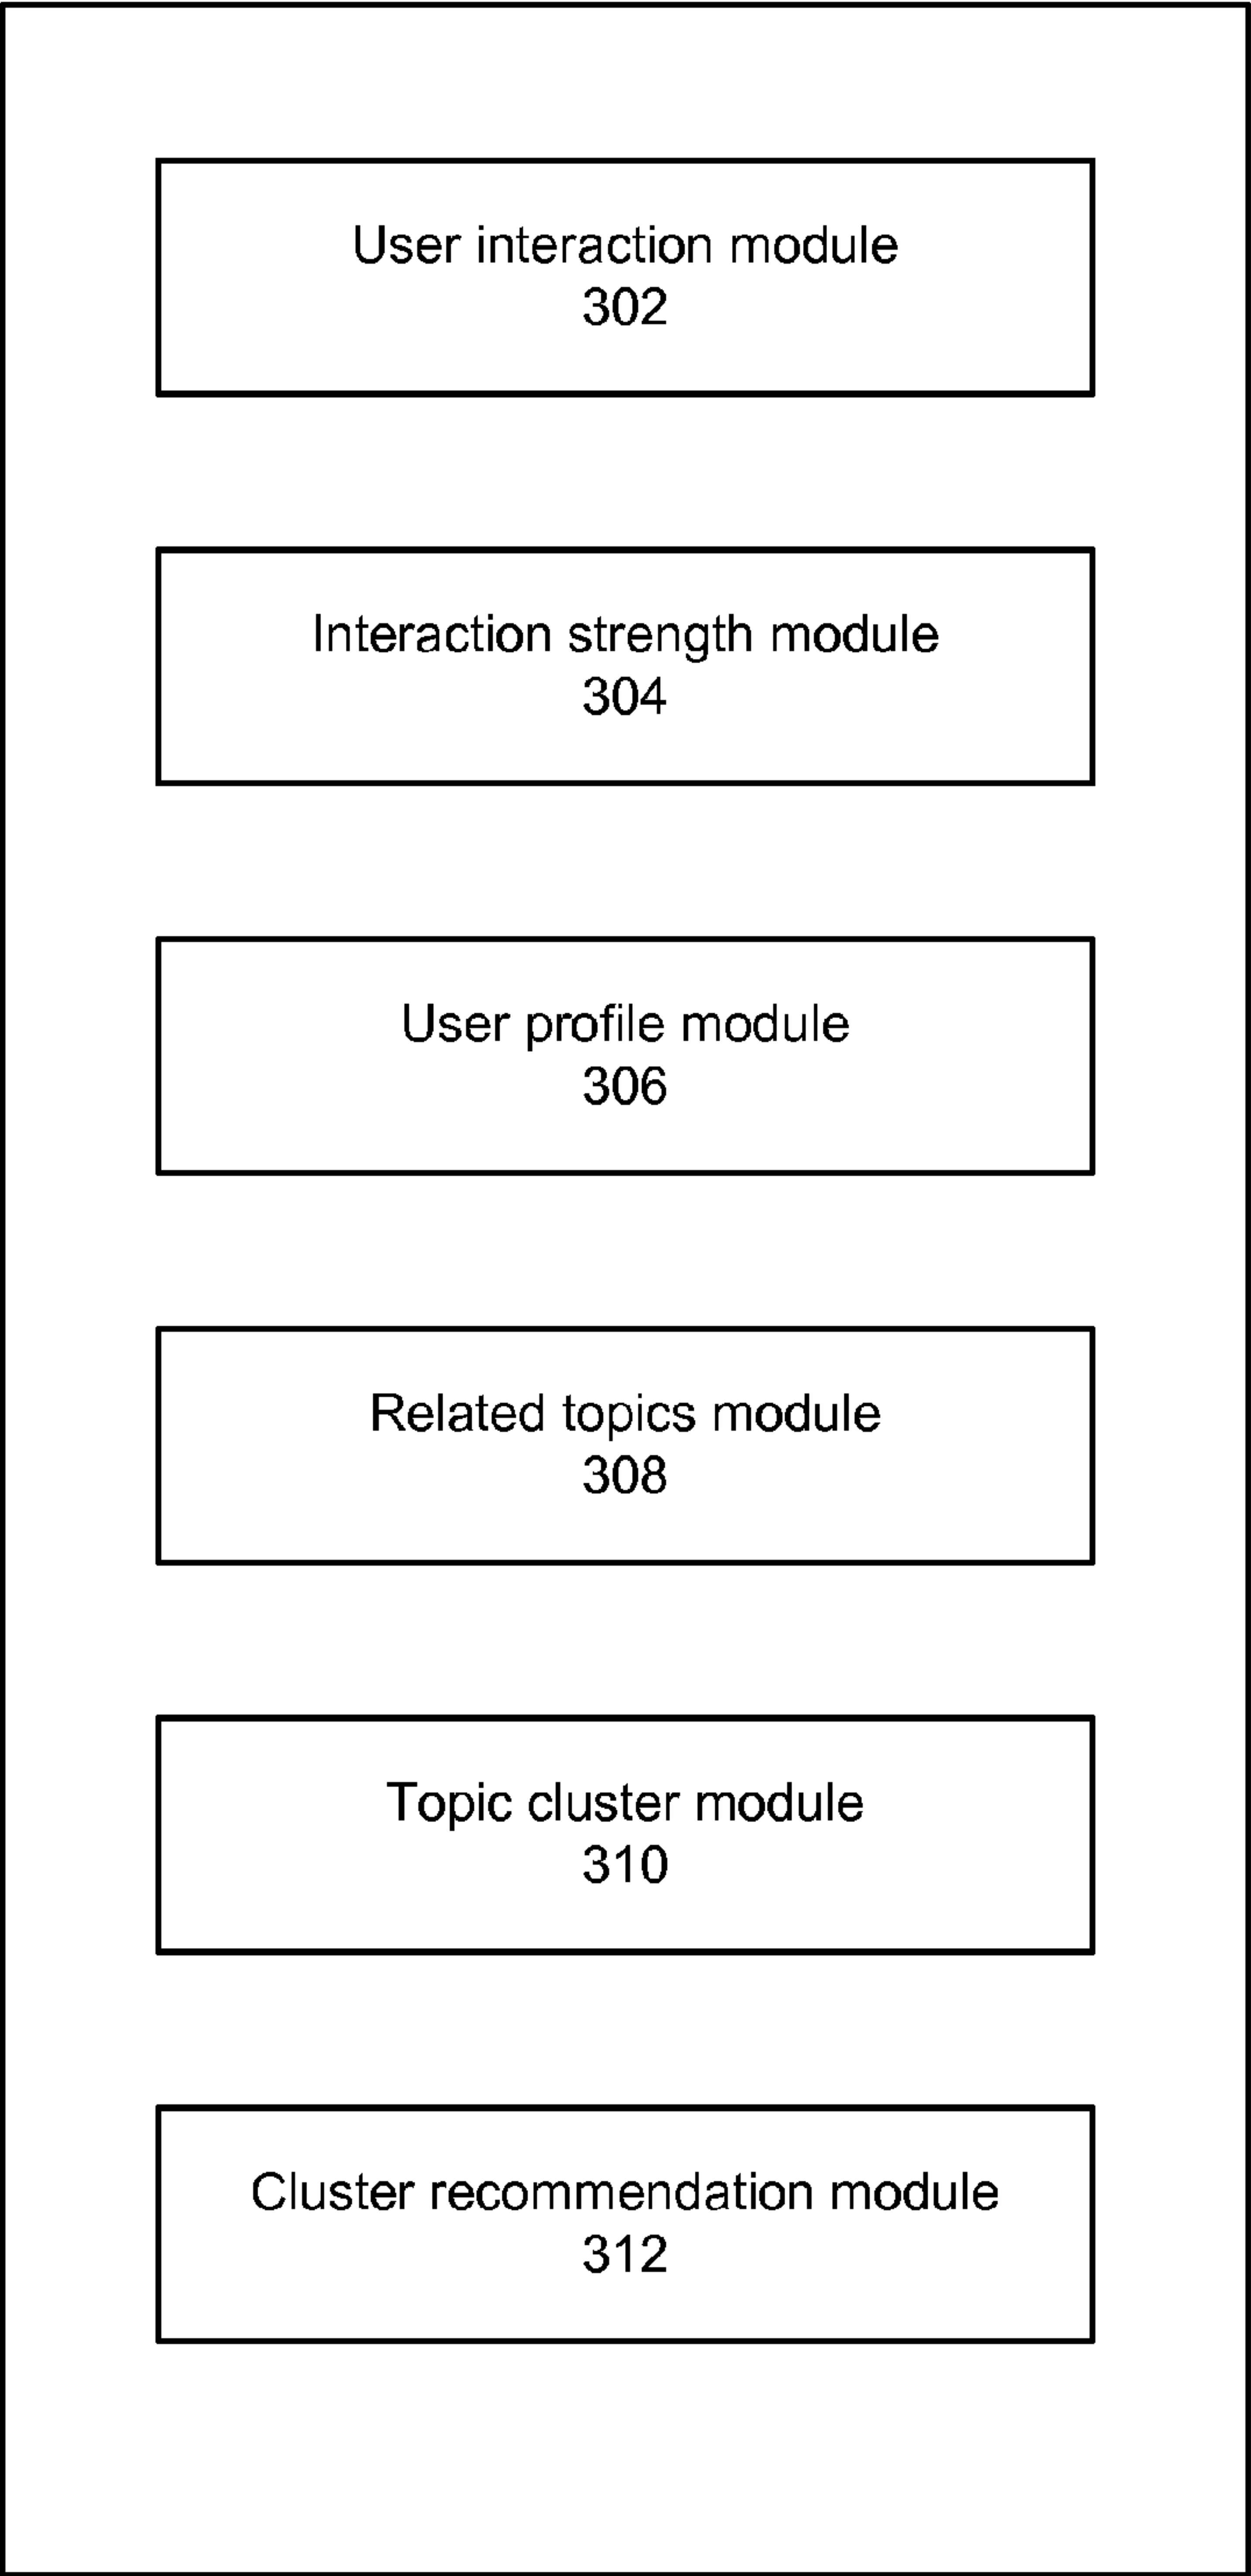 User interaction module
302
Interaction strength module
304
User profile module
306
Related topics module
308
Topic cluster module
310
Cluster recommendation module
312